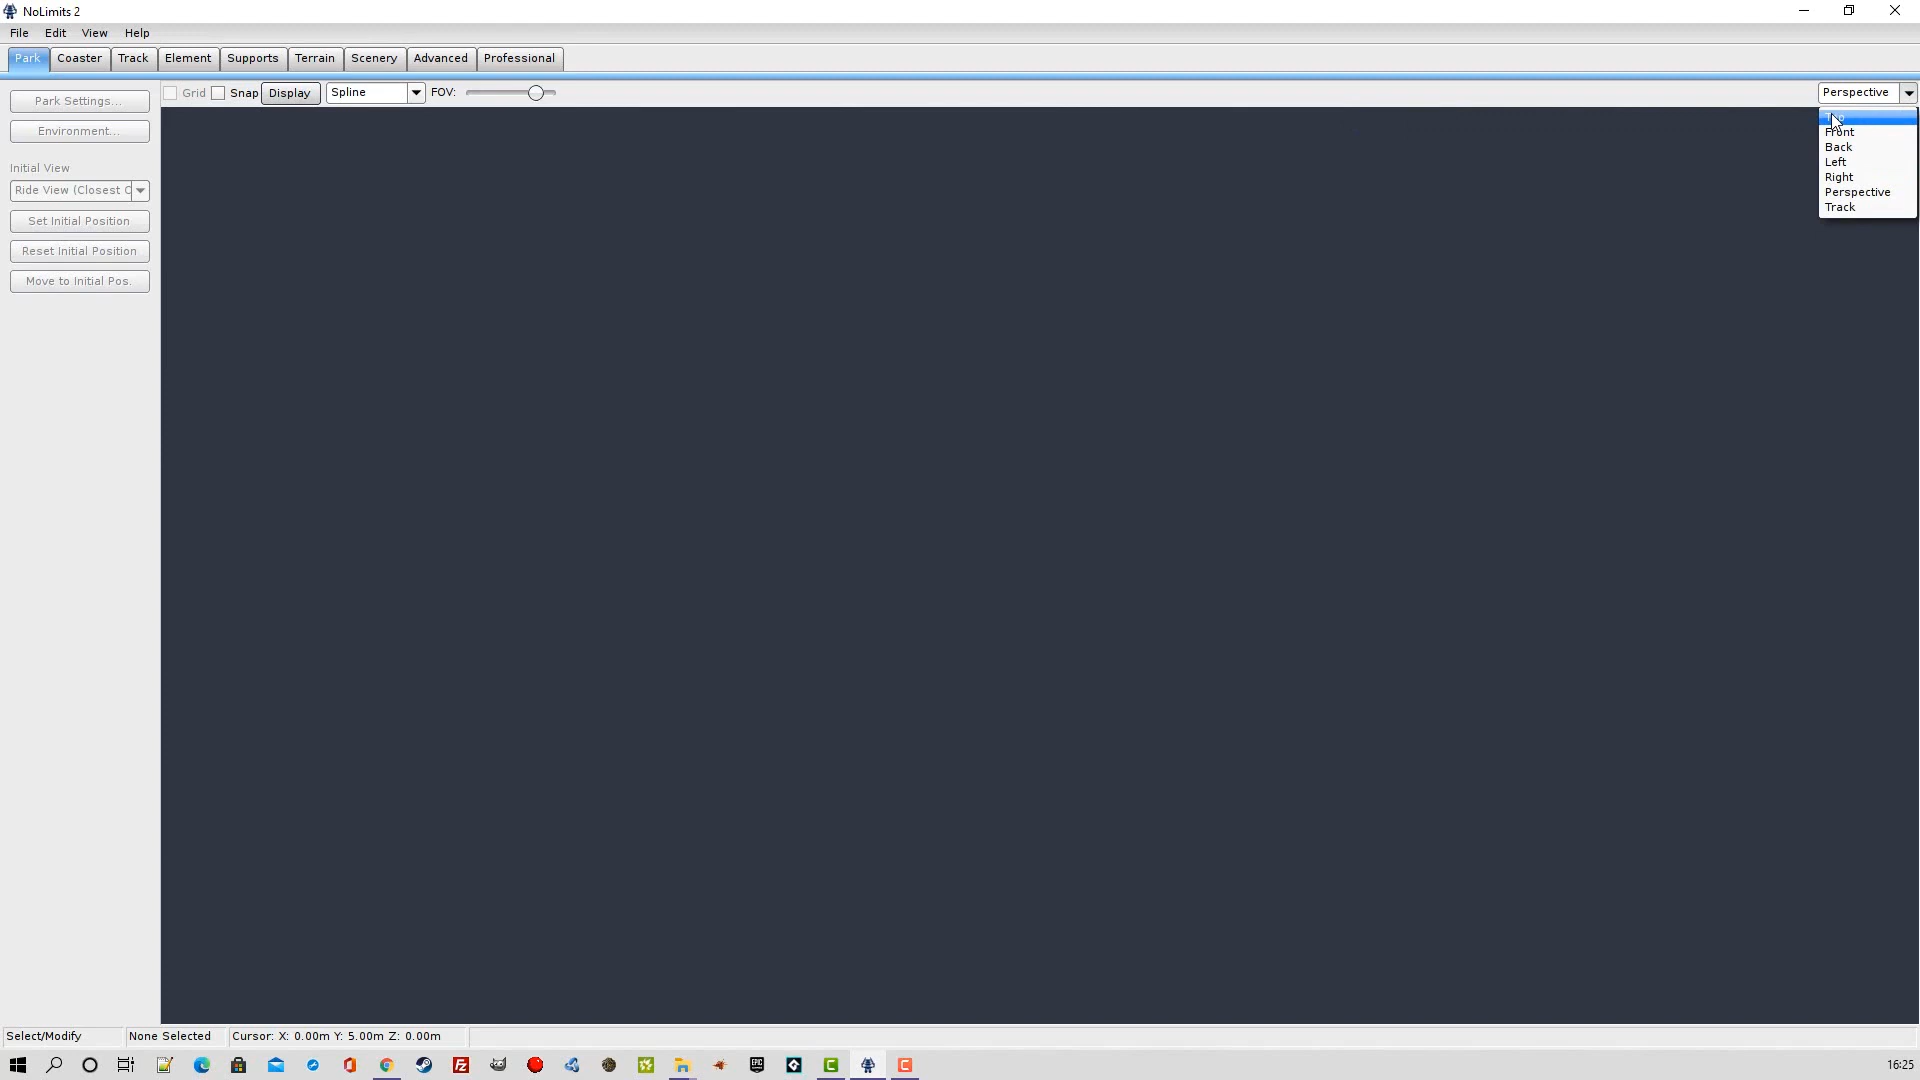 NoLimits 2
File Edit View Help
Park Coaster Track Element Supports Terrain Scenery Advanced Professional
Grid Snap Display Spline FOV: Perspective
Park Settings...
Environment...
Initial View
Ride View (Closest C
Set Initial Position
Reset Initial Position
Move to Initial Pos.
Front
Back
Left
Right
Perspective
Track
Select/Modify None Selected Cursor: X: 0.00m Y: 5.00m Z: 0.00m
EPIC
16:25